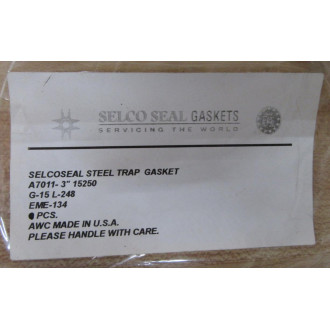 SELCO SEAL GASKETS
SERVICING THE WORLD
SELCOSEAL STEEL TRAP GASKET
A7011- 3" 15250
G-15 L-248
EME-134
PCS.
AWC MADE IN U.S.A.
PLEASE HANDLE WITH CARE.